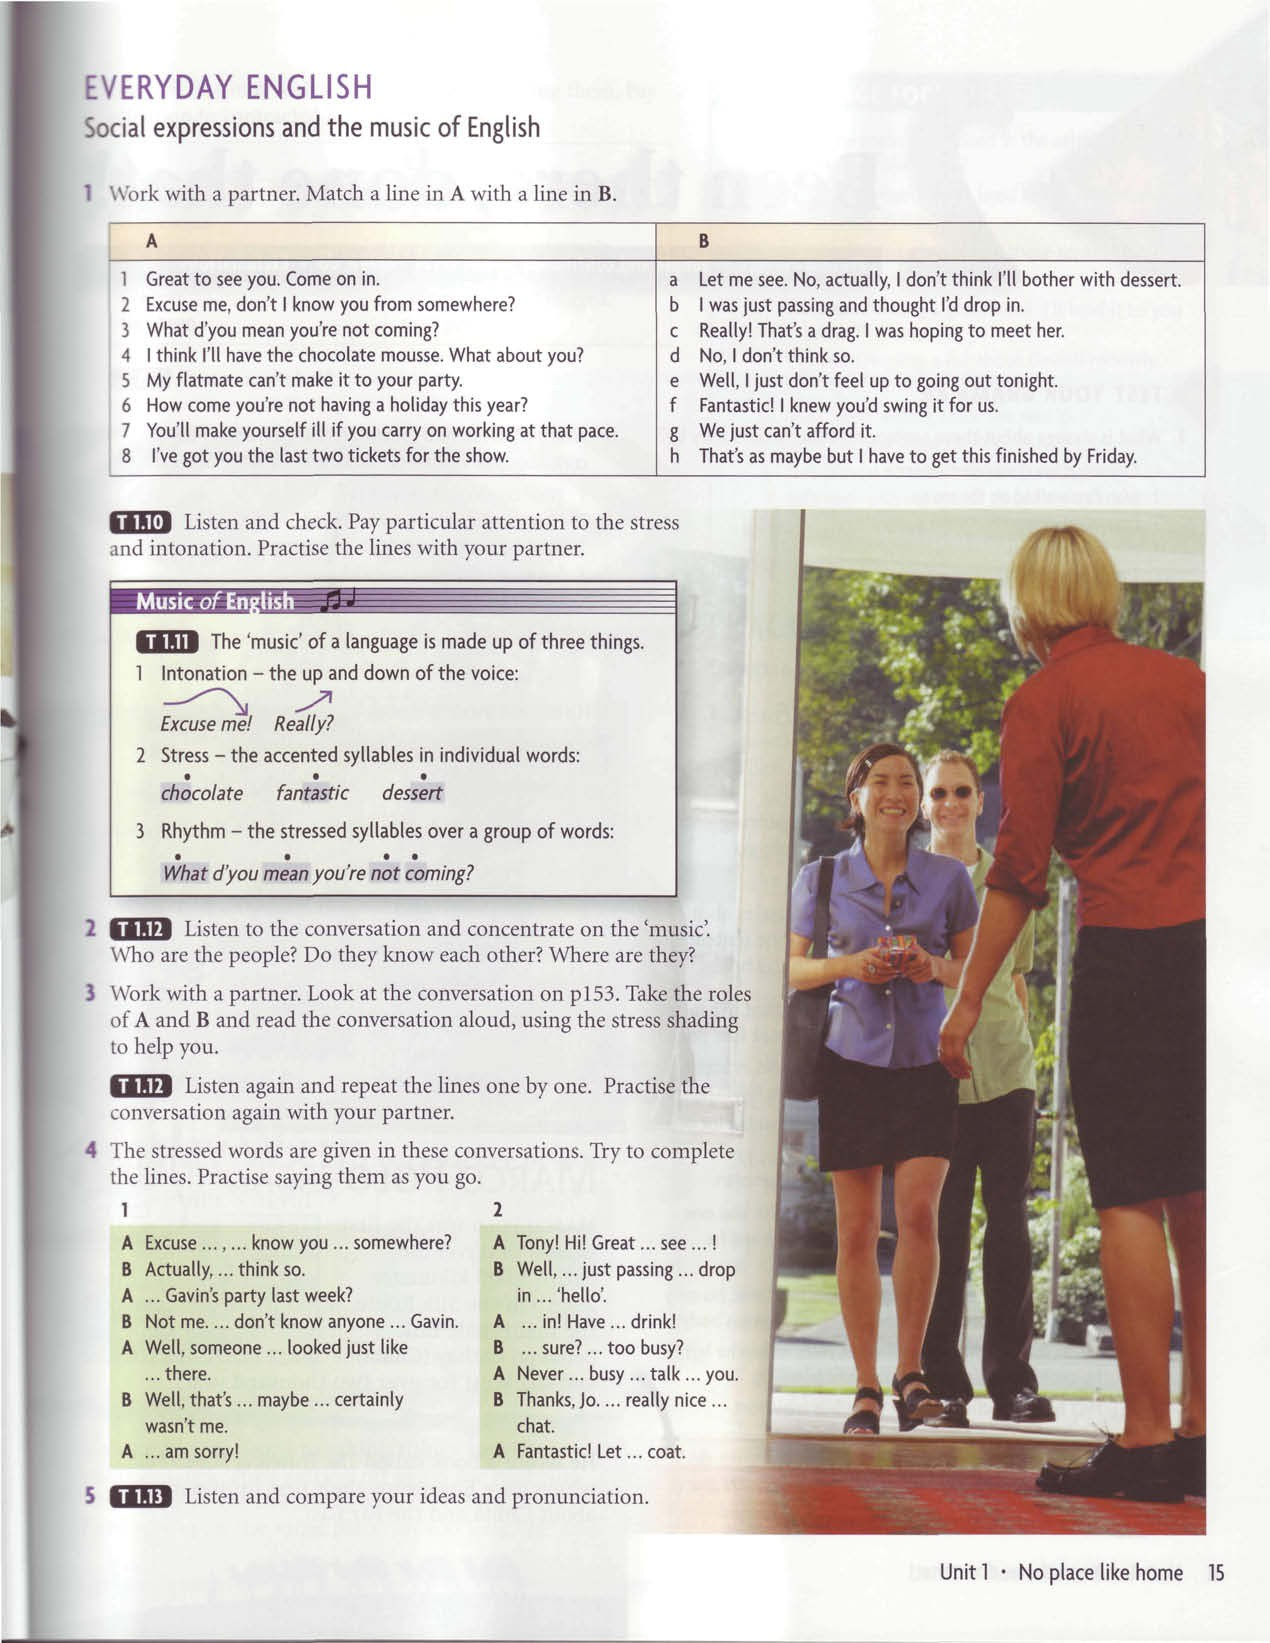 EVERYDAY ENGLISH
Social expressions and the music of English
1 Work with a partner. Match a line in A with a line in B.
A
1 Great to see you. Come on in.
2 Excuse me, don't I know you from somewhere?
3 What d'you mean you're not coming?
4 I think I'll have the chocolate mousse. What about you?
5 My flatmate can't make it to your party.
6 How come you're not having a holiday this year?
7 You'll make yourself ill if you carry on working at that pace.
8 I've got you the last two tickets for the show.
B
a Let me see. No, actually, I don't think I'll bother with dessert.
b I was just passing and thought I'd drop in.
c Really! That's a drag. I was hoping to meet her.
d No, I don't think so.
e Well, I just don't feel up to going out tonight.
f Fantastic! I knew you'd swing it for us.
g We just can't afford it.
h That's as maybe but I have to get this finished by Friday.
T 1.10 Listen and check. Pay particular attention to the stress
and intonation. Practise the lines with your partner.
Music of English
T 1.11 The 'music' of a language is made up of three things.
1 Intonation – the up and down of the voice:
Excuse me! Really?
2 Stress – the accented syllables in individual words:
chocolate fantastic dessert
3 Rhythm – the stressed syllables over a group of words:
What d'you mean you're not coming?
2 T 1.12 Listen to the conversation and concentrate on the 'music'.
Who are the people? Do they know each other? Where are they?
3 Work with a partner. Look at the conversation on p153. Take the roles
of A and B and read the conversation aloud, using the stress shading
to help you.
T 1.12 Listen again and repeat the lines one by one. Practise the
conversation again with your partner.
4 The stressed words are given in these conversations. Try to complete
the lines. Practise saying them as you go.
1
A Excuse ... , ... know you ... somewhere?
B Actually, ... think so.
A ... Gavin's party last week?
B Not me. ... don't know anyone ... Gavin.
A Well, someone ... looked just like
... there.
B Well, that's ... maybe ... certainly
wasn't me.
A ... am sorry!
2
A Tony! Hi! Great ... see ... !
B Well, ... just passing ... drop
in ... 'hello'.
A ... in! Have ... drink!
B ... sure? ... too busy?
A Never ... busy ... talk ... you.
B Thanks, Jo. ... really nice ...
chat.
A Fantastic! Let ... coat.
5 T 1.13 Listen and compare your ideas and pronunciation.
Unit 1 • No place like home 15